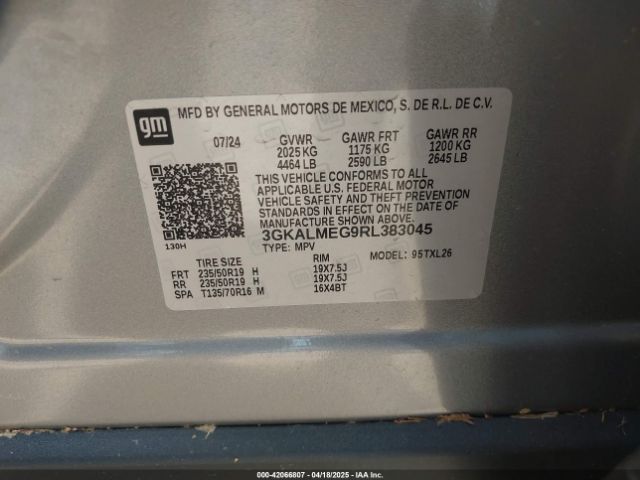 gm
MFD BY GENERAL MOTORS DE MEXICO, S. DE R.L. DE C.V.
07/24 GVWR GAWR FRT GAWR RR
2025 KG 1175 KG 1200 KG
4464 LB 2590 LB 2645 LB
THIS VEHICLE CONFORMS TO ALL
APPLICABLE U.S. FEDERAL MOTOR
VEHICLE SAFETY AND THEFT PREVENTION
STANDARDS IN EFFECT ON THE DATE OF
MANUFACTURE SHOWN ABOVE.
130H 3GKALMEG9RL383045
TYPE: MPV MODEL: 95TXL26
TIRE SIZE RIM
FRT 235/50R19 H 19X7.5J
RR 235/50R19 H 19X7.5J
SPA T135/70R16 M 16X4BT
000-42066807 - 04/18/2025 - IAA Inc.